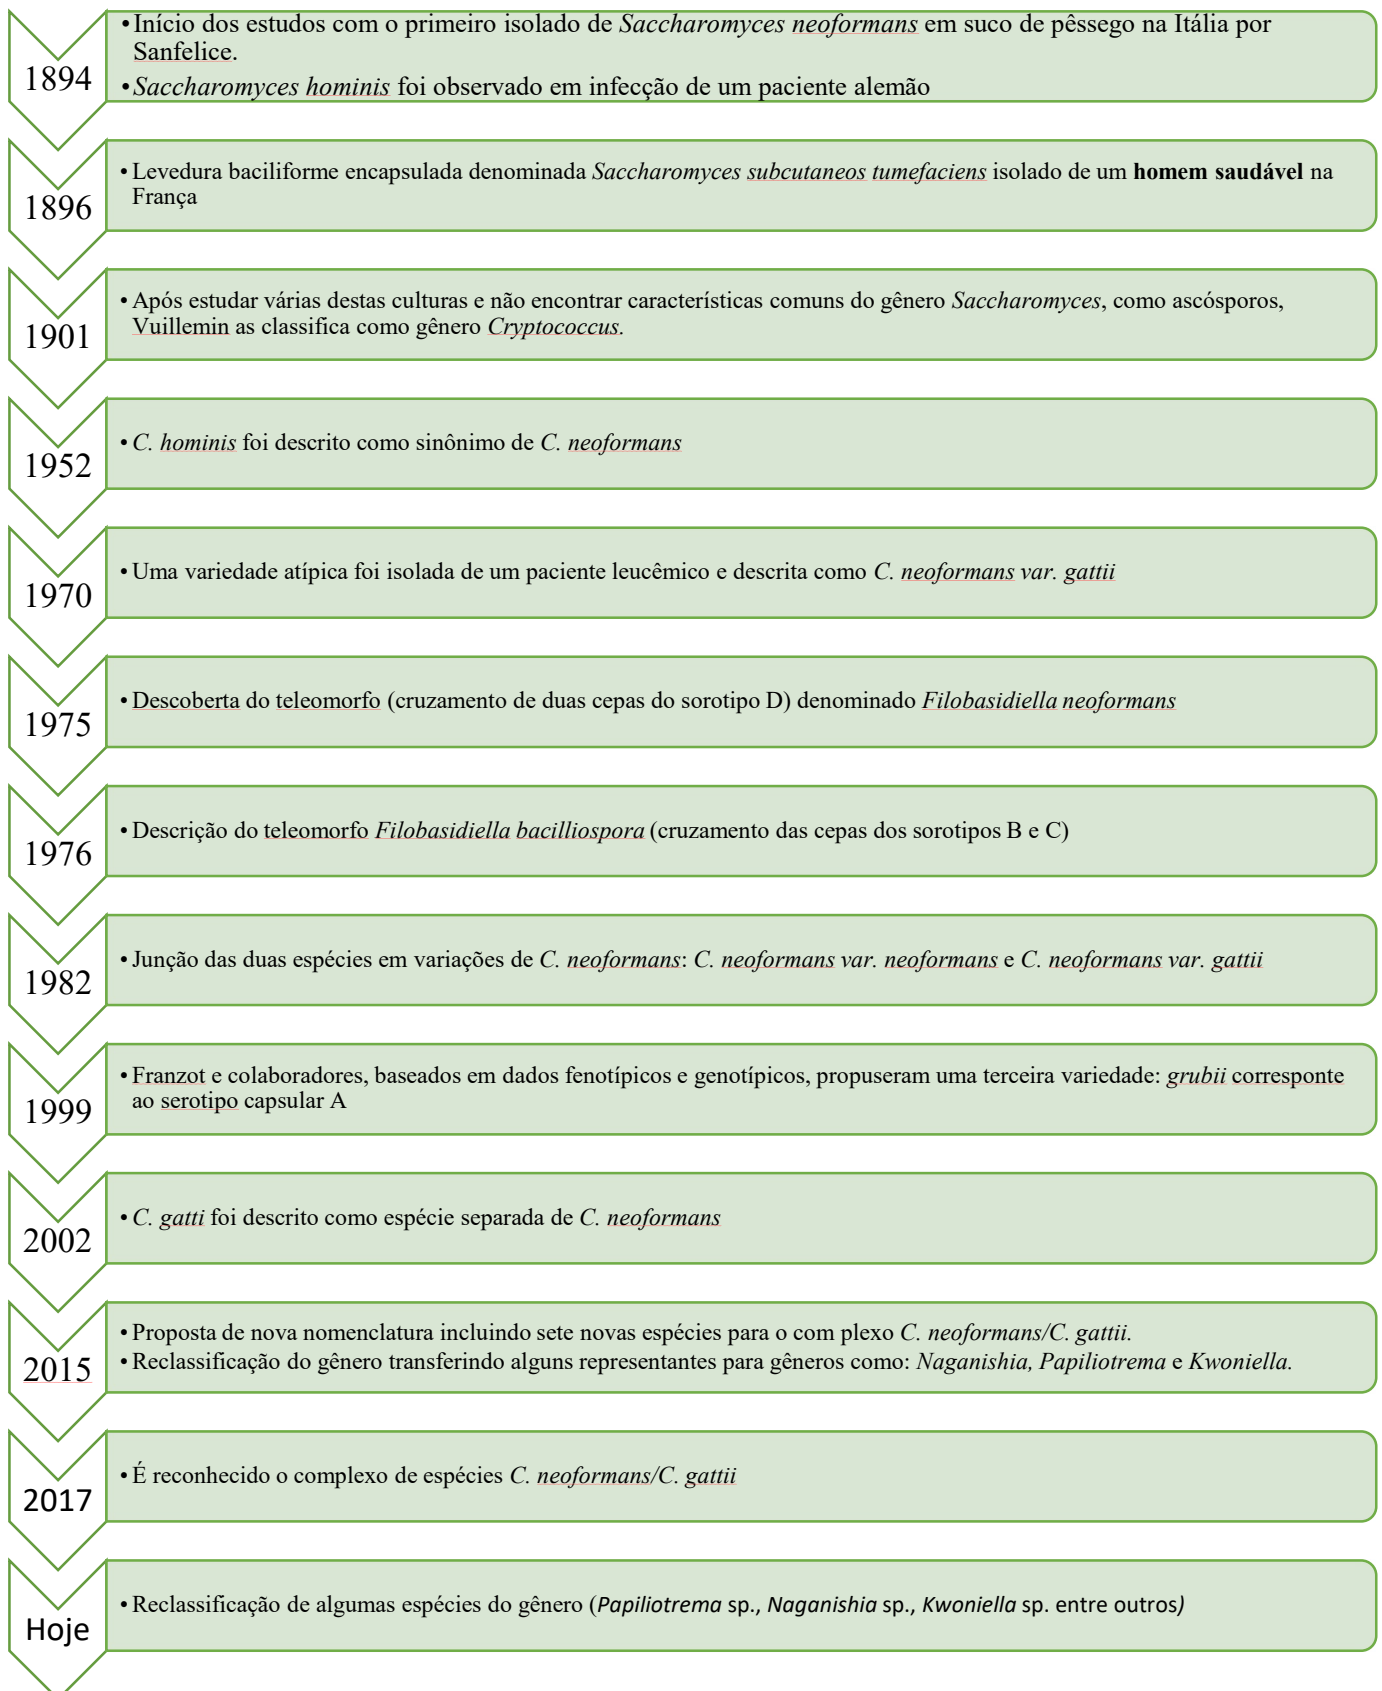 •Início dos estudos com o primeiro isolado de Saccharomyces neoformans em suco de pêssego na Itália por
Sanfelice.
1894
•Saccharomyces hominis foi observado em infecção de um paciente alemão
•Levedura baciliforme encapsulada denominada Saccharomyces subcutaneos tumefaciens isolado de um homem saudável na
França
1896
•Após estudar várias destas culturas e não encontrar características comuns do gênero Saccharomyces, como ascósporos,
Vuillemin as classifica como gênero Cryptococcus.
1901
•C. hominis foi descrito como sinônimo de C. neoformans
1952
•Uma variedade atípica foi isolada de um paciente leucêmico e descrita como C. neoformans var. gattii
1970
•Descoberta do teleomorfo (cruzamento de duas cepas do sorotipo D) denominado Filobasidiella neoformans
1975
•Descrição do teleomorfo Filobasidiella bacilliospora (cruzamento das cepas dos sorotipos B e C)
1976
•Junção das duas espécies em variações de C. neoformans: C. neoformans var. neoformans e C. neoformans var. gattii
1982
•Franzot e colaboradores, baseados em dados fenotípicos e genotípicos, propuseram uma terceira variedade: grubii corresponte
ao serotipo capsular A
1999
•C. gatti foi descrito como espécie separada de C. neoformans
2002
•Proposta de nova nomenclatura incluindo sete novas espécies para o com plexo C. neoformans/C. gattii.
•Reclassificação do gênero transferindo alguns representantes para gêneros como: Naganishia, Papiliotrema e Kwoniella.
2015
•É reconhecido o complexo de espécies C. neoformans/C. gattii
2017
•Reclassificação de algumas espécies do gênero (Papiliotrema sp., Naganishia sp., Kwoniella sp. entre outros)
Hoje